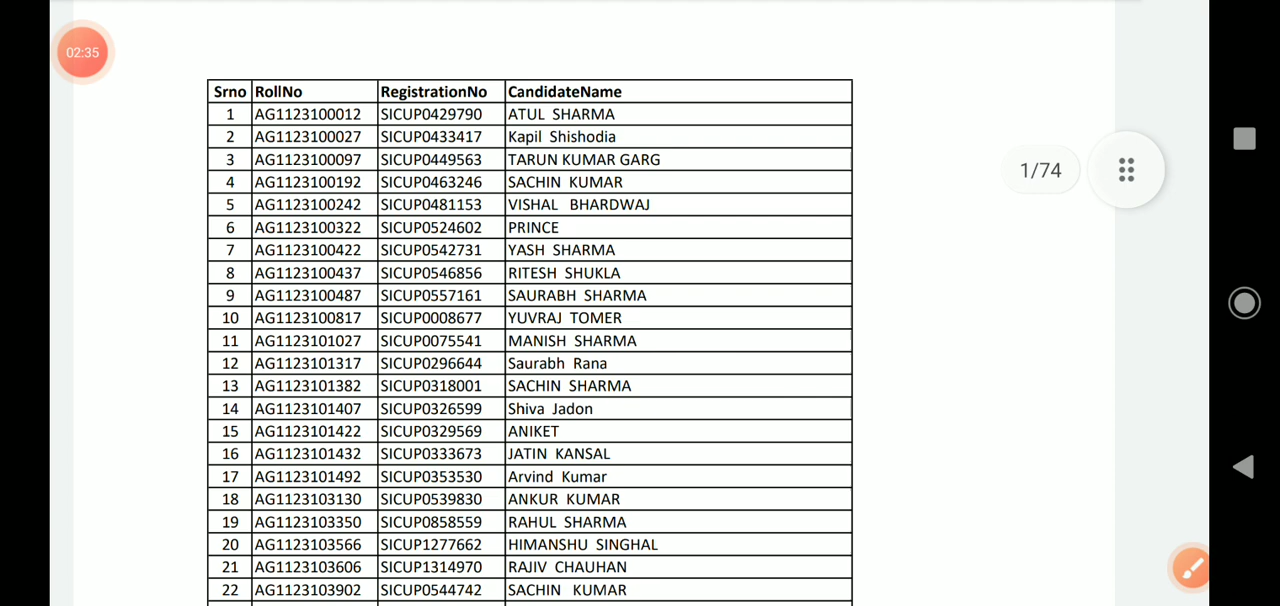 02:35
Srno RollNo RegistrationNo CandidateName
1 AG1123100012 SICUP0429790 ATUL SHARMA
2 AG1123100027 SICUP0433417 Kapil Shishodia
3 AG1123100097 SICUP0449563 TARUN KUMAR GARG
1/74
4 AG1123100192 SICUP0463246 SACHIN KUMAR
5 AG1123100242 SICUP0481153 VISHAL BHARDWAJ
6 AG1123100322 SICUP0524602 PRINCE
7 AG1123100422 SICUP0542731 YASH SHARMA
8 AG1123100437 SICUP0546856 RITESH SHUKLA
9 AG1123100487 SICUP0557161 SAURABH SHARMA
10 AG1123100817 SICUP0008677 YUVRAJ TOMER
11 AG1123101027 SICUP0075541 MANISH SHARMA
12 AG1123101317 SICUP0296644 Saurabh Rana
13 AG1123101382 SICUP0318001 SACHIN SHARMA
14 AG1123101407 SICUP0326599 Shiva Jadon
15 AG1123101422 SICUP0329569 ANIKET
16 AG1123101432 SICUP0333673 JATIN KANSAL
17 AG1123101492 SICUP0353530 Arvind Kumar
18 AG1123103130 SICUP0539830 ANKUR KUMAR
19 AG1123103350 SICUP0858559 RAHUL SHARMA
20 AG1123103566 SICUP1277662 HIMANSHU SINGHAL
21 AG1123103606 SICUP1314970 RAJIV CHAUHAN
22 AG1123103902 SICUP0544742 SACHIN KUMAR